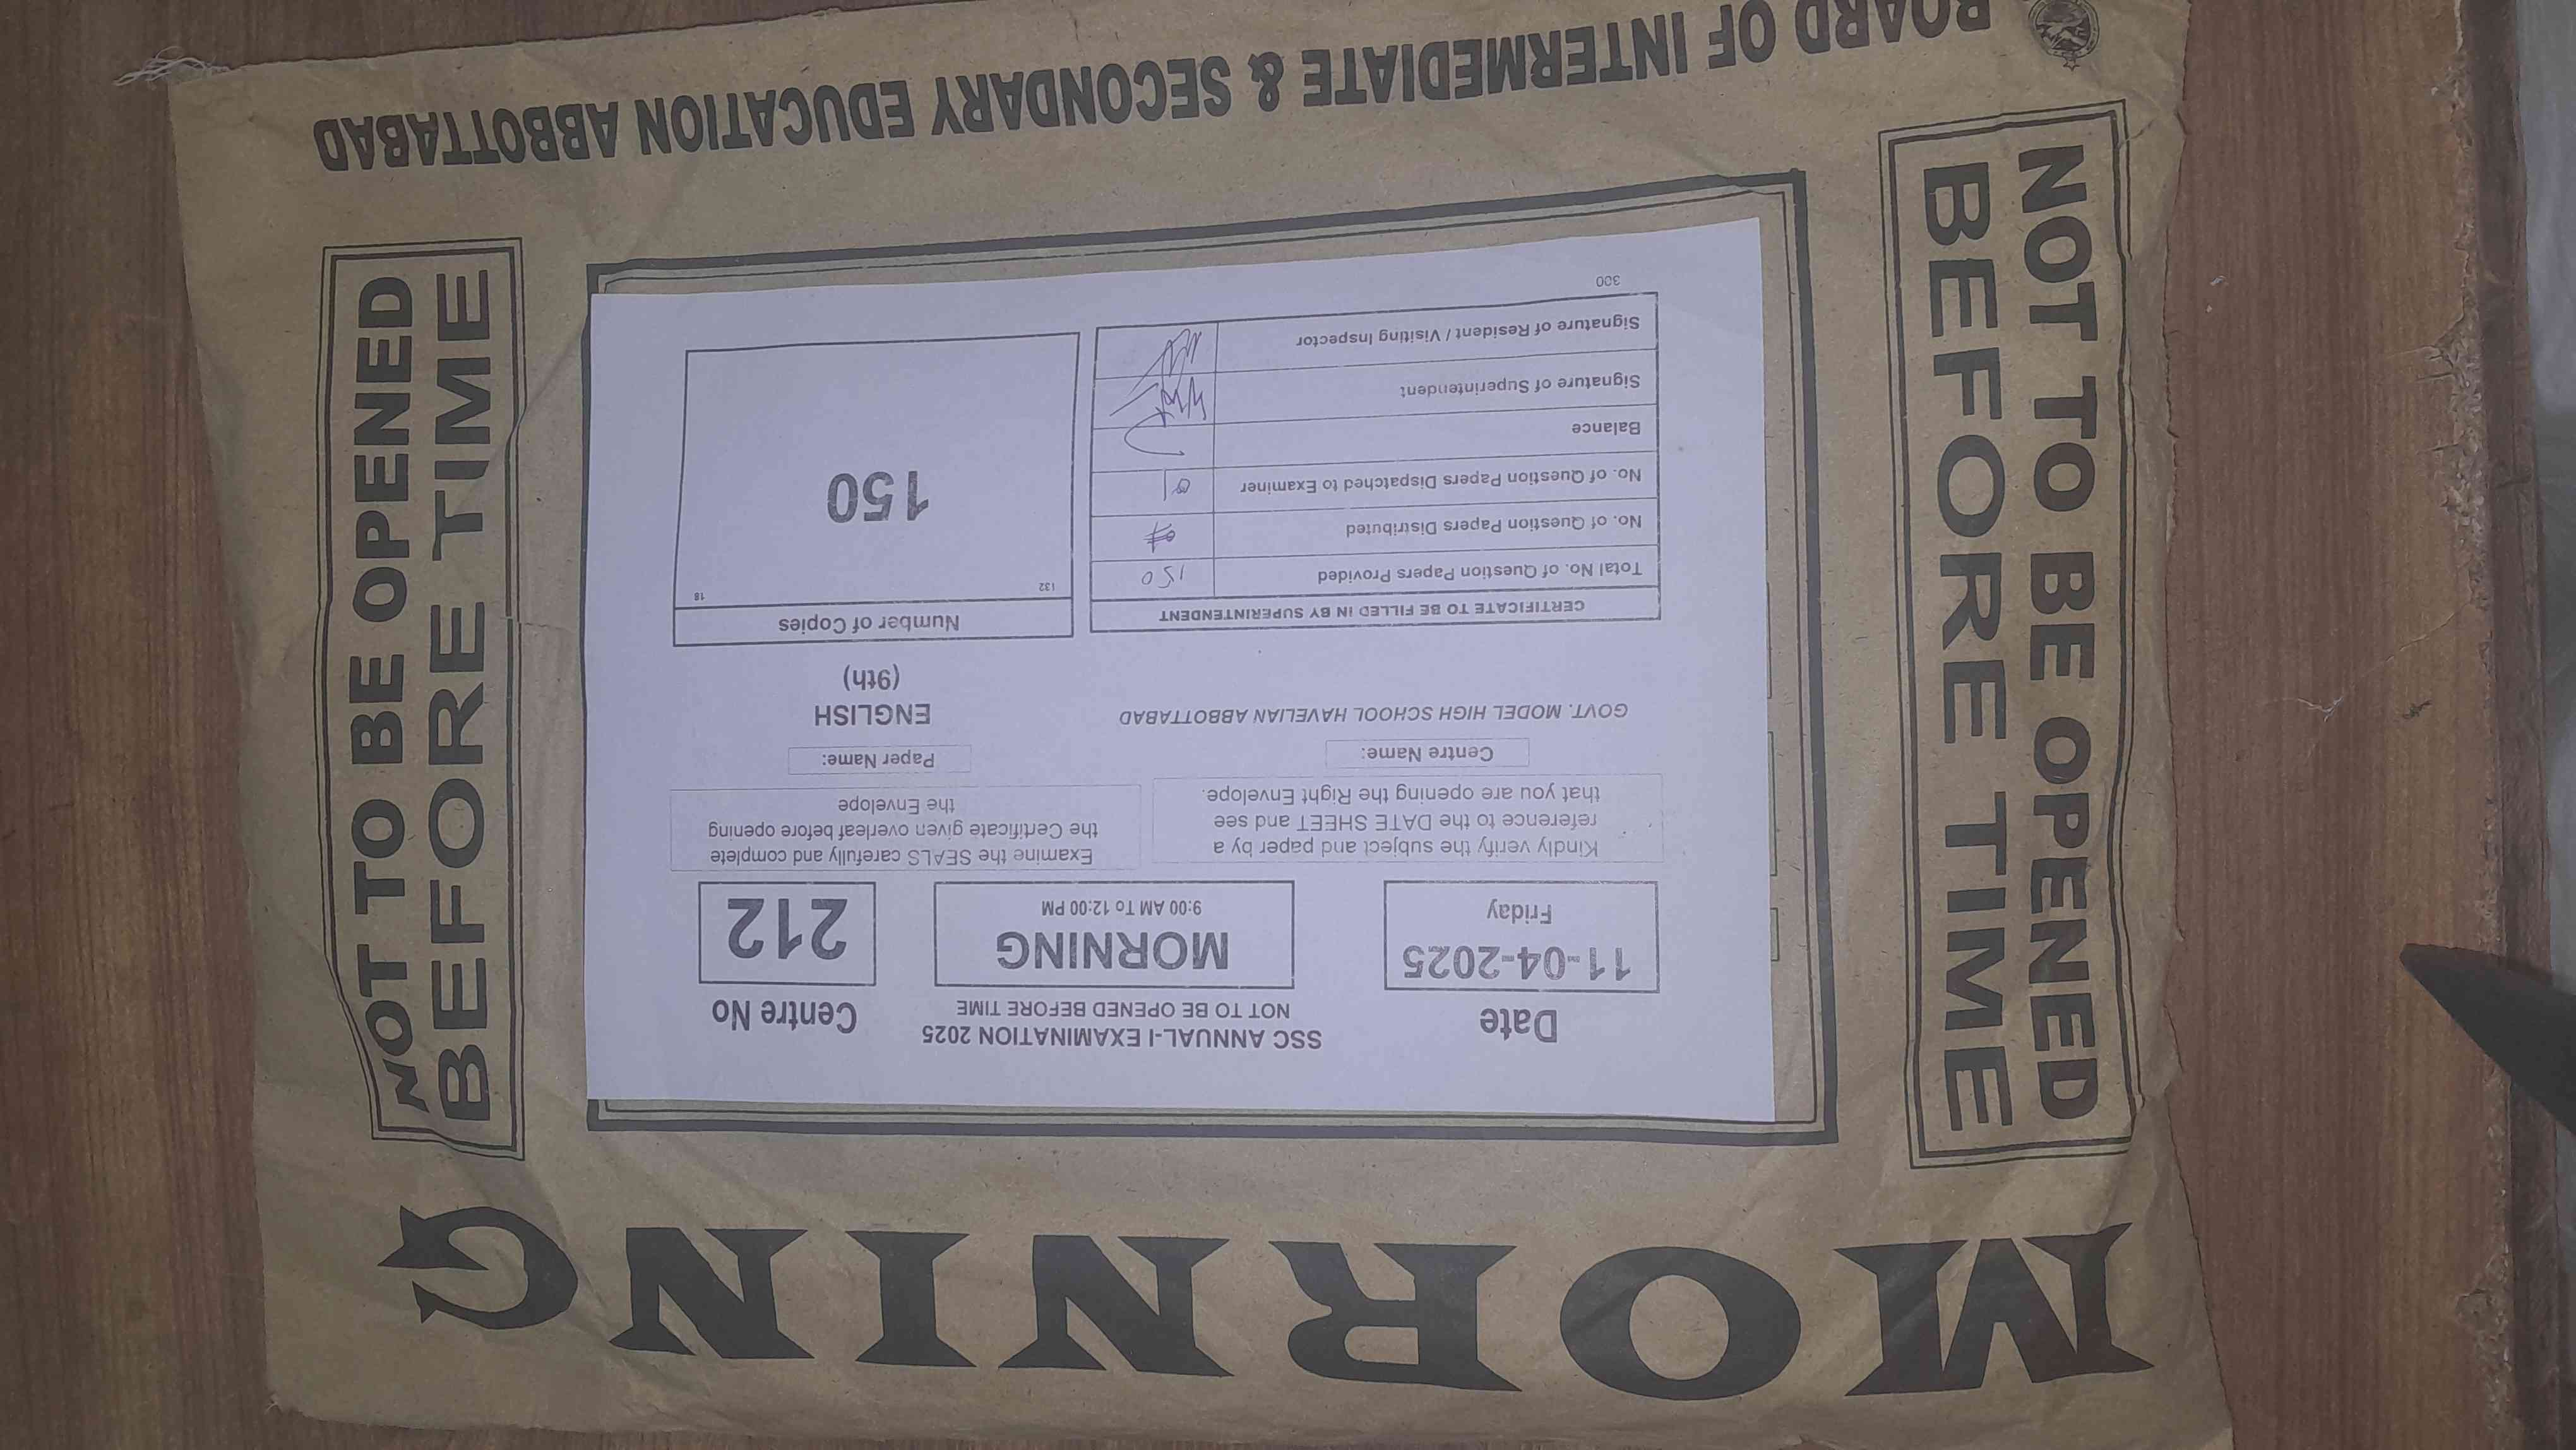 MORNING
NOT TO BE OPENED
BEFORE TIME
Date
11-04-2025
Friday
SSC ANNUAL-I EXAMINATION 2025
NOT TO BE OPENED BEFORE TIME
MORNING
9:00 AM To 12:00 PM
Centre No
212
Kindly verify the subject and paper by a
reference to the DATE SHEET and see
that you are opening the Right Envelope.
Examine the SEALS carefully and complete
the Certificate given overleaf before opening
the Envelope
Centre Name:
GOVT. MODEL HIGH SCHOOL HAVELIAN ABBOTTABAD
Paper Name:
ENGLISH
(9th)
CERTIFICATE TO BE FILLED IN BY SUPERINTENDENT
Total No. of Question Papers Provided 150
No. of Question Papers Distributed
No. of Question Papers Dispatched to Examiner 01
Balance
Signature of Superintendent
Signature of Resident / Visiting Inspector
300
Number of Copies
132 18
150
NOT TO BE OPENED
BEFORE TIME
BOARD OF INTERMEDIATE & SECONDARY EDUCATION ABBOTTABAD